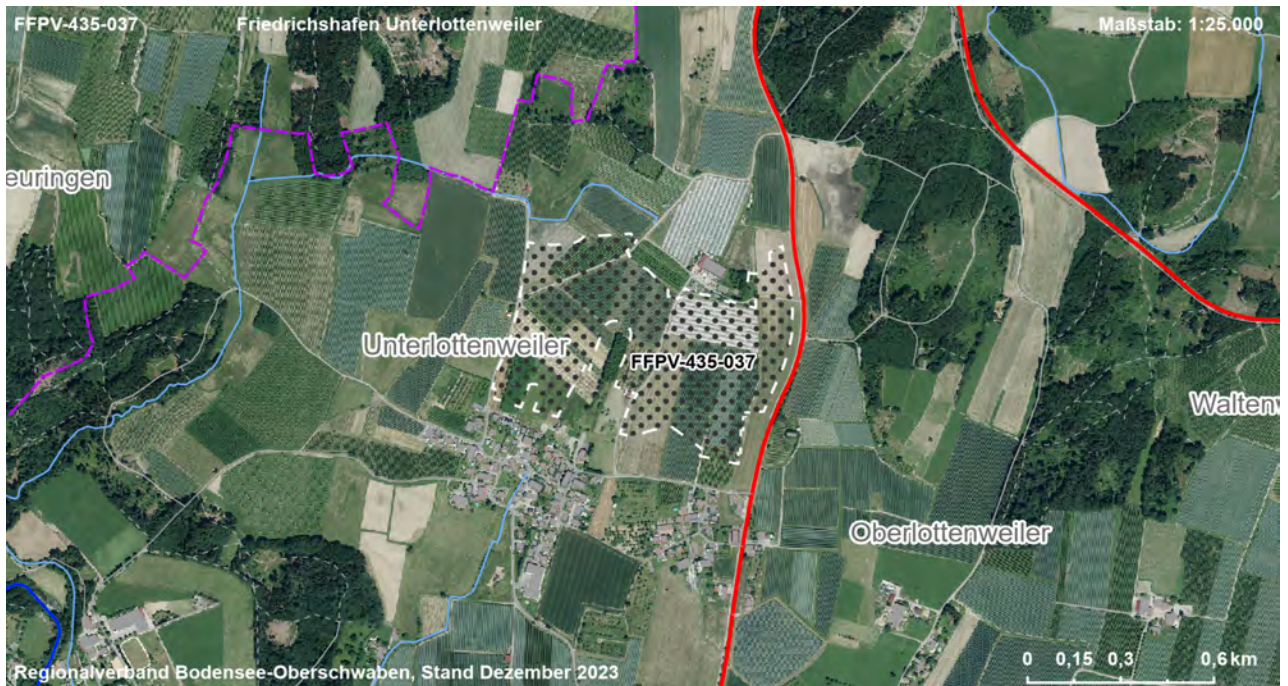 FFPV-435-037 Friedrichshafen Unterlottenweiler Maßstab: 1:25.000
euringen
Unterlottenweiler
FFPV-435-037
Waltenw
Oberlottenweiler
0 0,15 0,3 0,6 km
Regionalverband Bodensee-Oberschwaben, Stand Dezember 2023